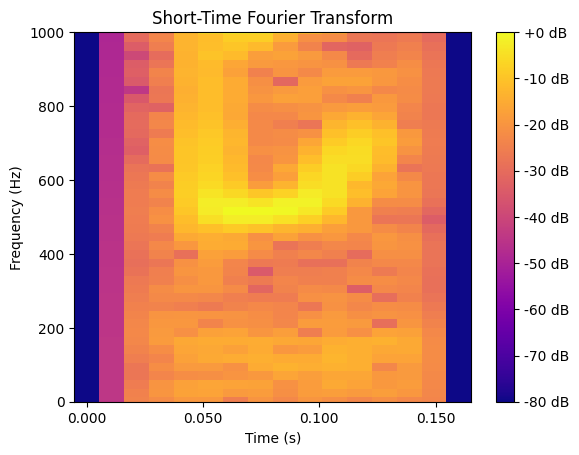 Short-Time Fourier Transform
1000
800
600
400
200
0
Frequency (Hz)
0.000
0.050
0.100
0.150
Time (s)
+0 dB
-10 dB
-20 dB
-30 dB
-40 dB
-50 dB
-60 dB
-70 dB
-80 dB